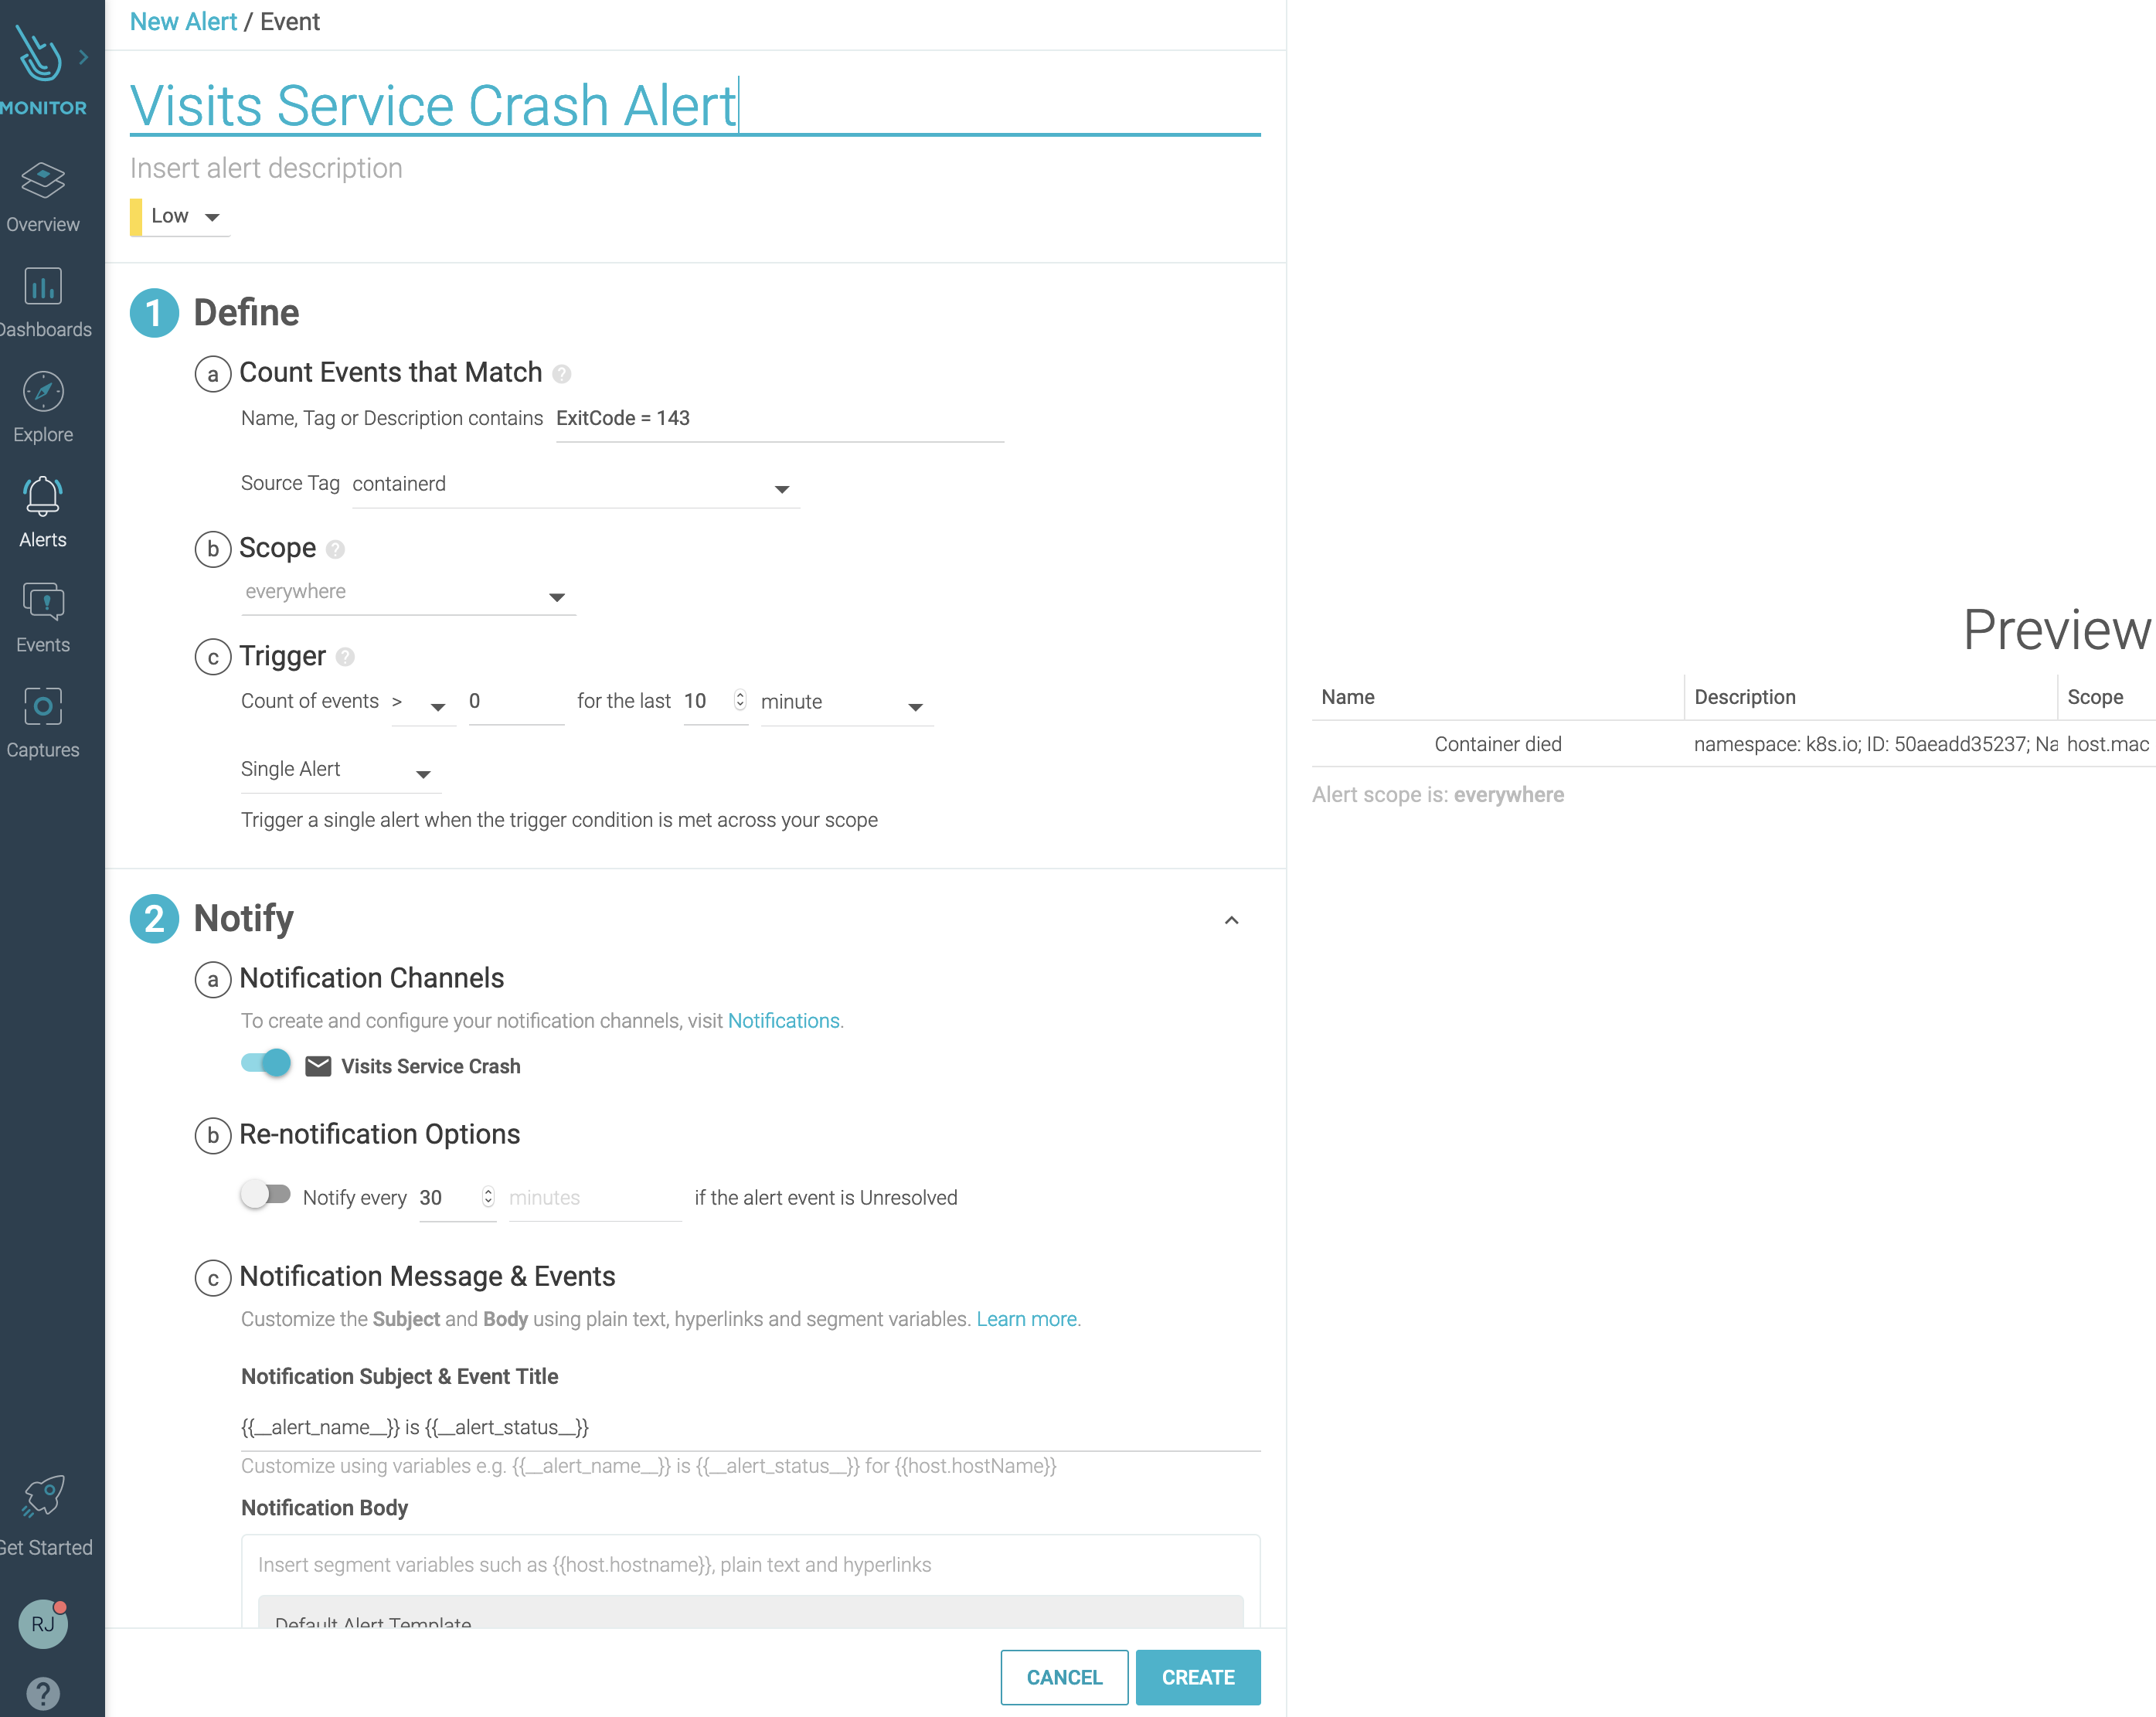 MONITOR
Overview
Dashboards
Explore
Alerts
Events
Captures
Get Started
RJ
?
New Alert / Event
Visits Service Crash Alert
Insert alert description
Low
1 Define
a Count Events that Match ?
Name, Tag or Description contains ExitCode = 143
Source Tag containerd
b Scope ?
everywhere
c Trigger ?
Count of events > 0 for the last 10 minute
Single Alert
Trigger a single alert when the trigger condition is met across your scope
2 Notify
a Notification Channels
To create and configure your notification channels, visit Notifications.
Visits Service Crash
b Re-notification Options
Notify every 30 minutes if the alert event is Unresolved
c Notification Message & Events
Customize the Subject and Body using plain text, hyperlinks and segment variables. Learn more.
Notification Subject & Event Title
{{__alert_name__}} is {{__alert_status__}}
Customize using variables e.g. {{__alert_name__}} is {{__alert_status__}} for {{host.hostName}}
Notification Body
Insert segment variables such as {{host.hostname}}, plain text and hyperlinks
Default Alert Template
CANCEL CREATE
Preview
Name Description Scope
Container died namespace: k8s.io; ID: 50aeadd35237; Na host.mac
Alert scope is: everywhere